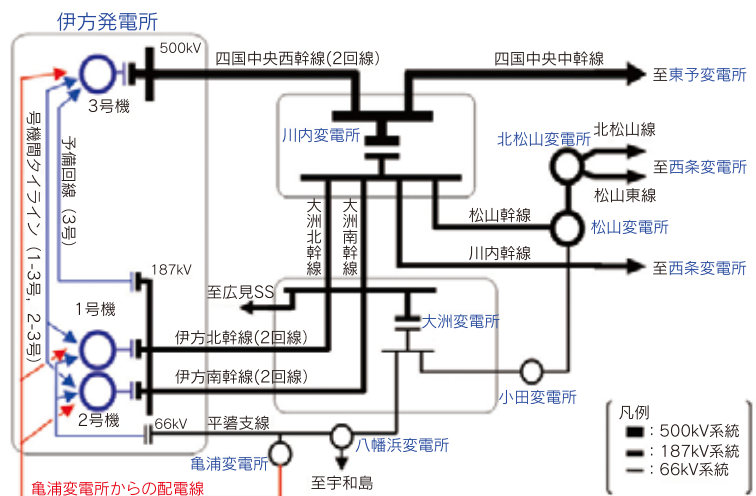 伊方発電所
500kV
3号機
四国中央西幹線(2回線)
四国中央中幹線
至東予変電所
川内変電所
北松山変電所
北松山線
至西条変電所
松山東線
松山幹線
松山変電所
川内幹線
至西条変電所
号機間タイライン（1-3号，2-3号）
予備回線（3号）
大洲北幹線
大洲南幹線
187kV
1号機
至広見SS
大洲変電所
伊方北幹線(2回線)
伊方南幹線(2回線)
小田変電所
2号機
66kV
平碆支線
亀浦変電所
八幡浜変電所
至宇和島
亀浦変電所からの配電線
凡例
：500kV系統
：187kV系統
：66kV系統